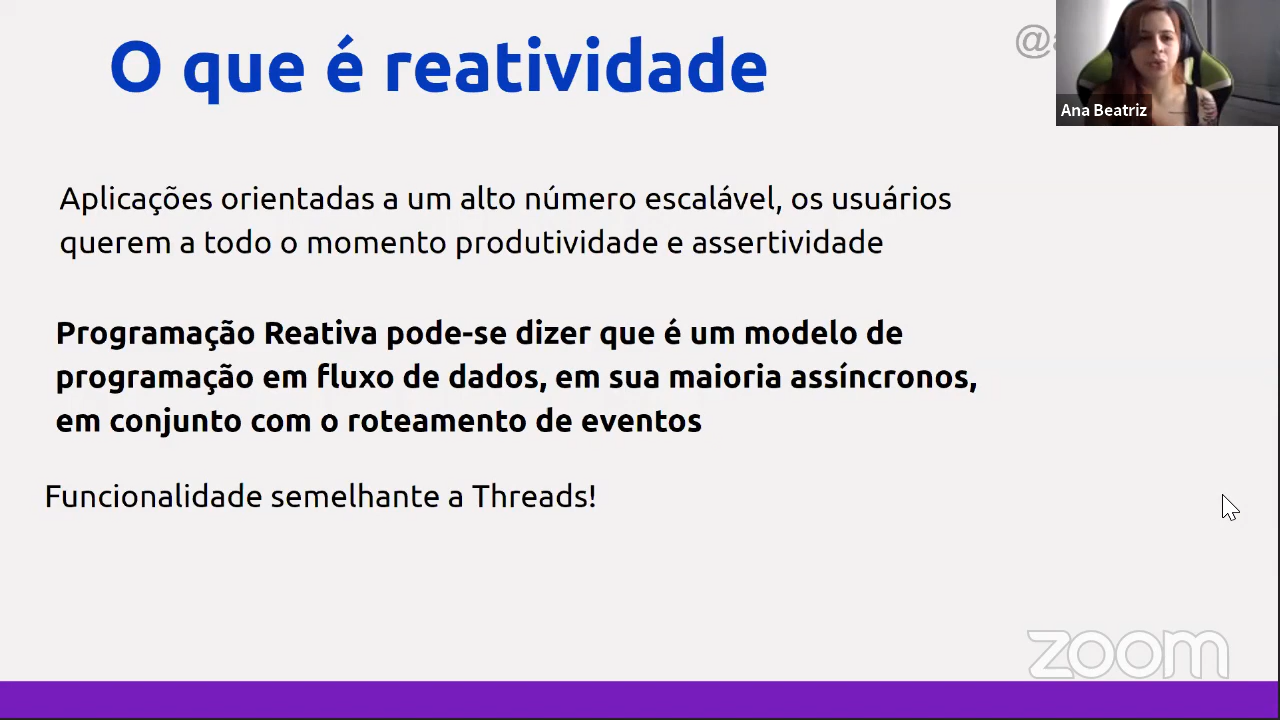 O que é reatividade
Ana Beatriz
Aplicações orientadas a um alto número escalável, os usuários
querem a todo o momento produtividade e assertividade
Programação Reativa pode-se dizer que é um modelo de
programação em fluxo de dados, em sua maioria assíncronos,
em conjunto com o roteamento de eventos
Funcionalidade semelhante a Threads!
zoom